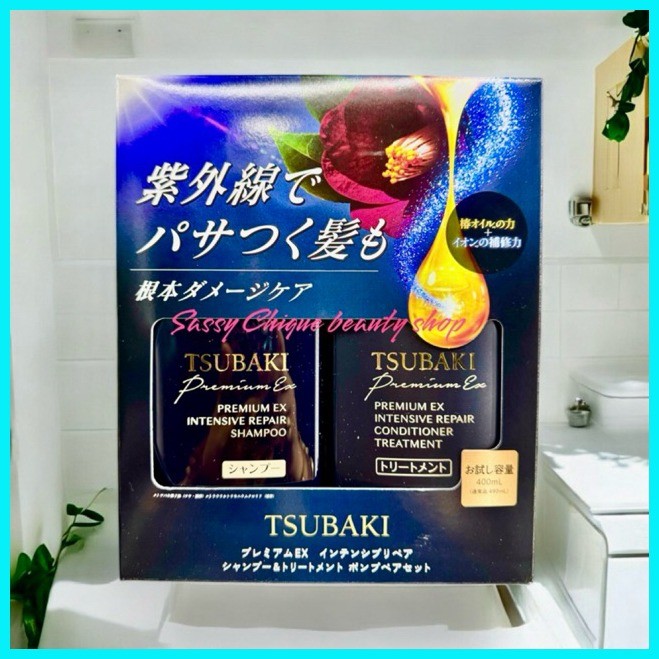 紫外線で
パサつく髪も
根本ダメージケア
椿オイルの力
+
イオンの補修力
Sassy Chique beauty shop
TSUBAKI
Premium Ex
PREMIUM EX
INTENSIVE REPAIR
SHAMPOO
シャンプー
TSUBAKI
Premium Ex
PREMIUM EX
INTENSIVE REPAIR
CONDITIONER
TREATMENT
トリートメント
お試し容量
400mL
TSUBAKI
プレミアムEX インテンシブリペア
シャンプー&トリートメント ポンプペアセット